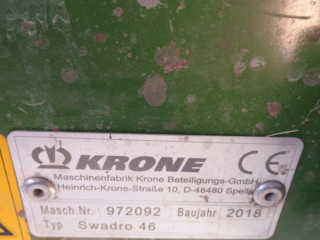 KRONE CE
Maschinenfabrik Krone Beteiligungs-GmbH
Heinrich-Krone-Straße 10, D-48480 Spelle
Masch.Nr. 972092 Baujahr 2018
Typ Swadro 46